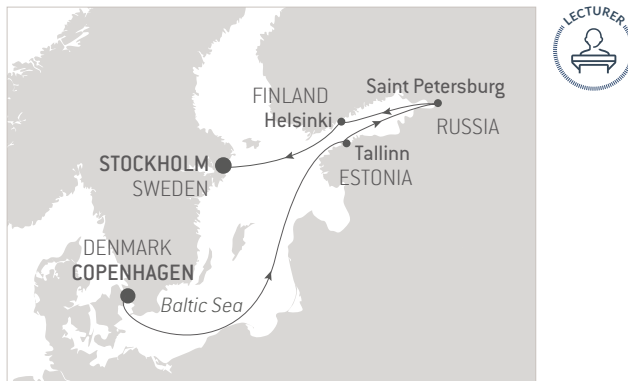 LECTURER
Saint Petersburg
FINLAND
Helsinki
RUSSIA
Tallinn
STOCKHOLM
ESTONIA
SWEDEN
DENMARK
COPENHAGEN
Baltic Sea